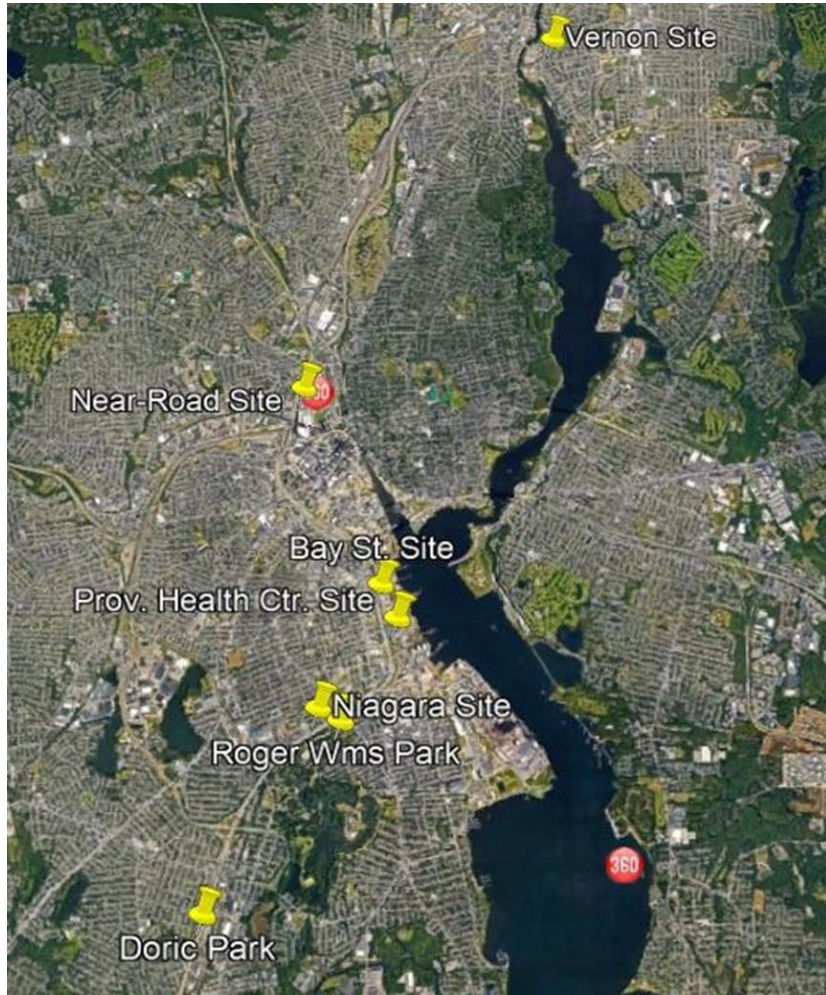 Vernon Site
Near-Road Site
Bay St. Site
Prov. Health Ctr. Site
Niagara Site
Roger Wms Park
360
Doric Park